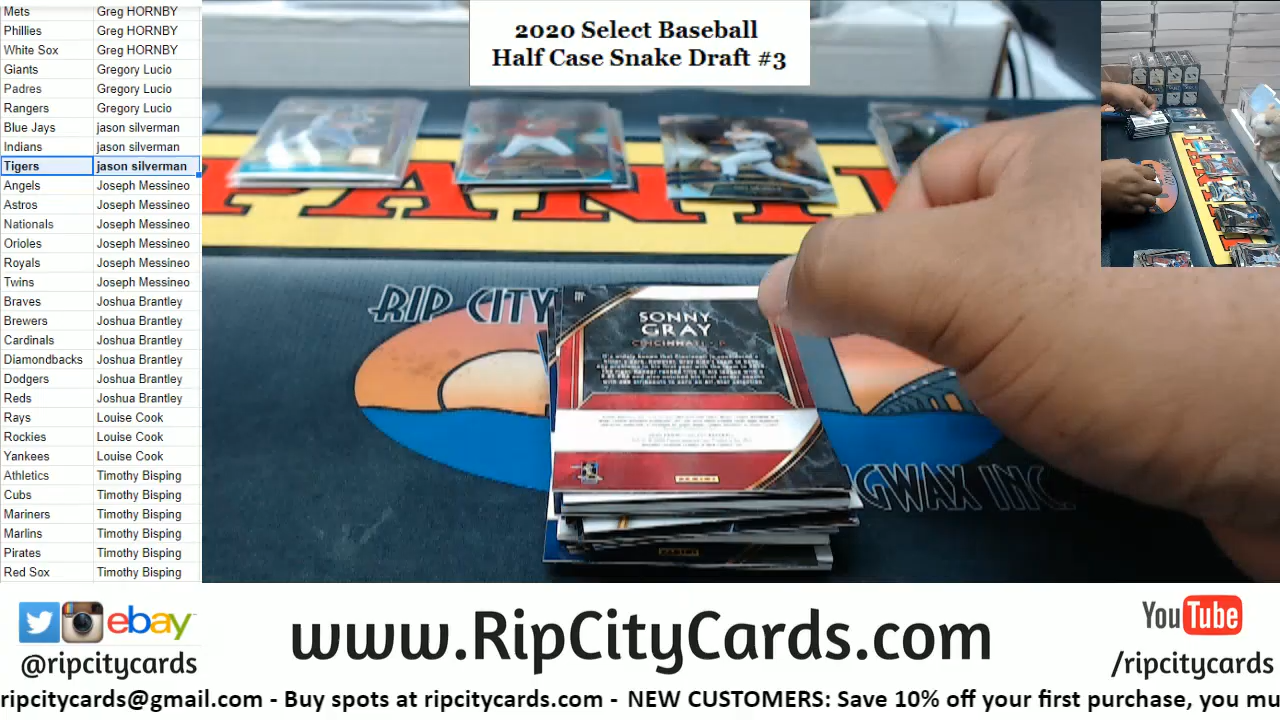 Mets Greg HORNBY
Phillies Greg HORNBY
White Sox Greg HORNBY
Giants Gregory Lucio
Padres Gregory Lucio
Rangers Gregory Lucio
Blue Jays jason silverman
Indians jason silverman
Tigers jason silverman
Angels Joseph Messineo
Astros Joseph Messineo
Nationals Joseph Messineo
Orioles Joseph Messineo
Royals Joseph Messineo
Twins Joseph Messineo
Braves Joshua Brantley
Brewers Joshua Brantley
Cardinals Joshua Brantley
Diamondbacks Joshua Brantley
Dodgers Joshua Brantley
Reds Joshua Brantley
Rays Louise Cook
Rockies Louise Cook
Yankees Louise Cook
Athletics Timothy Bisping
Cubs Timothy Bisping
Mariners Timothy Bisping
Marlins Timothy Bisping
Pirates Timothy Bisping
Red Sox Timothy Bisping
2020 Select Baseball
Half Case Snake Draft #3
RIP CITY
SONNY
GRAY
CINCINNATI - P
PANINI
GWAX INC.
PANINI
ebay
@ripcitycards
www.RipCityCards.com
YouTube
/ripcitycards
ripcitycards@gmail.com - Buy spots at ripcitycards.com - NEW CUSTOMERS: Save 10% off your first purchase, you mu